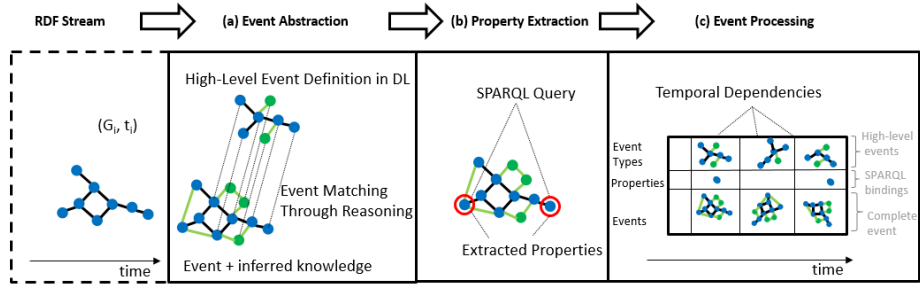 RDF Stream
(a) Event Abstraction
(b) Property Extraction
(c) Event Processing
(Gi, ti)
time
High-Level Event Definition in DL
Event Matching
Through Reasoning
Event + inferred knowledge
SPARQL Query
Extracted Properties
Temporal Dependencies
Event
Types
Properties
Events
High-level
events
SPARQL
bindings
Complete
event
time